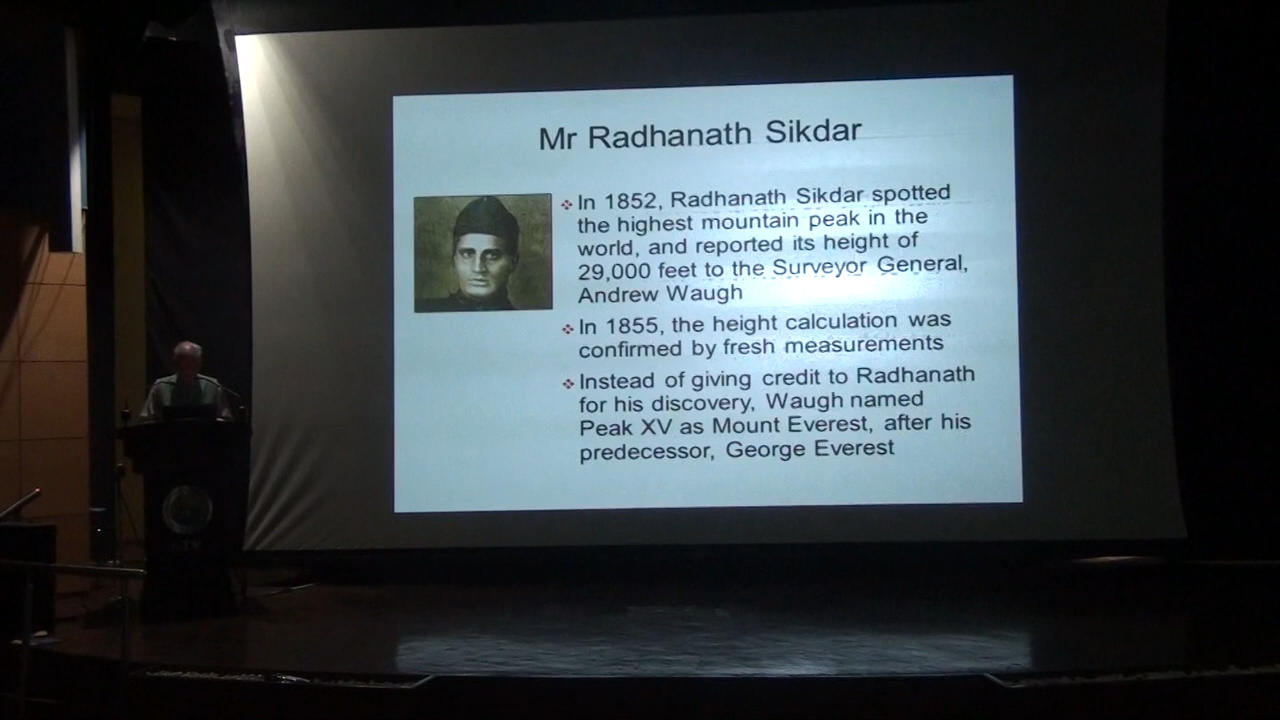 Mr Radhanath Sikdar
In 1852, Radhanath Sikdar spotted
the highest mountain peak in the
world, and reported its height of
29,000 feet to the Surveyor General,
Andrew Waugh
In 1855, the height calculation was
confirmed by fresh measurements
Instead of giving credit to Radhanath
for his discovery, Waugh named
Peak XV as Mount Everest, after his
predecessor, George Everest